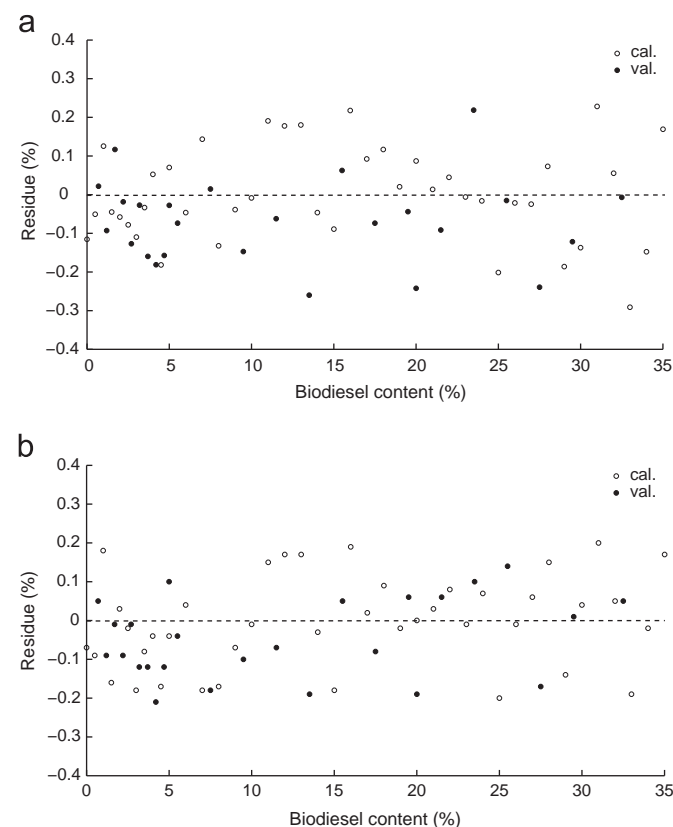 a
0.4
cal.
val.
0.3
0.2
0.1
0
−0.1
−0.2
−0.3
−0.4
Residue (%)
0 5 10 15 20 25 30 35
Biodiesel content (%)
b
0.4
cal.
val.
0.3
0.2
0.1
0
−0.1
−0.2
−0.3
−0.4
Residue (%)
0 5 10 15 20 25 30 35
Biodiesel content (%)